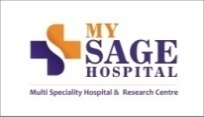 MY
SAGE
HOSPITAL
Multi Speciality Hospital & Research Centre